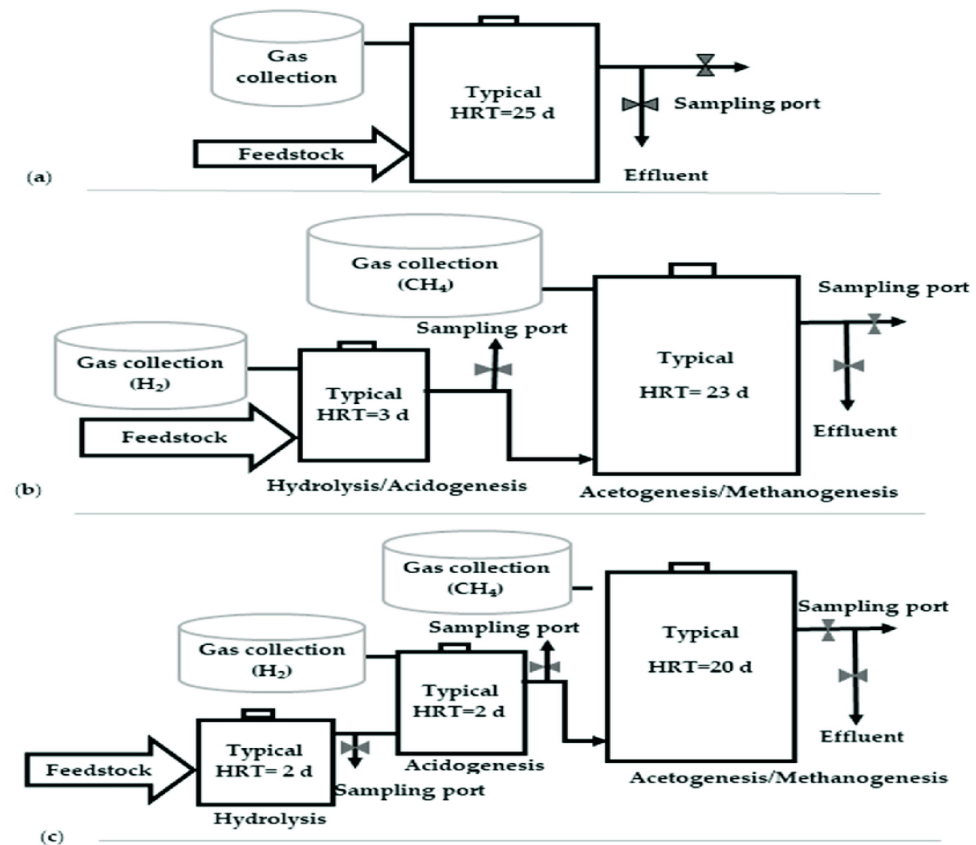 Gas
collection
Typical
HRT=25 d
Sampling port
Feedstock
Effluent
(a)
Gas collection
(CH₄)
Sampling port
Sampling port
Gas collection
(H₂)
Typical
HRT=3 d
Typical
HRT= 23 d
Feedstock
Effluent
Hydrolysis/Acidogenesis
Acetogenesis/Methanogenesis
(b)
Gas collection
(CH₄)
Sampling port
Sampling port
Gas collection
(H₂)
Typical
HRT=2 d
Typical
HRT=20 d
Feedstock
Typical
HRT= 2 d
Effluent
Acidogenesis
Sampling port
Acetogenesis/Methanogenesis
Hydrolysis
(c)